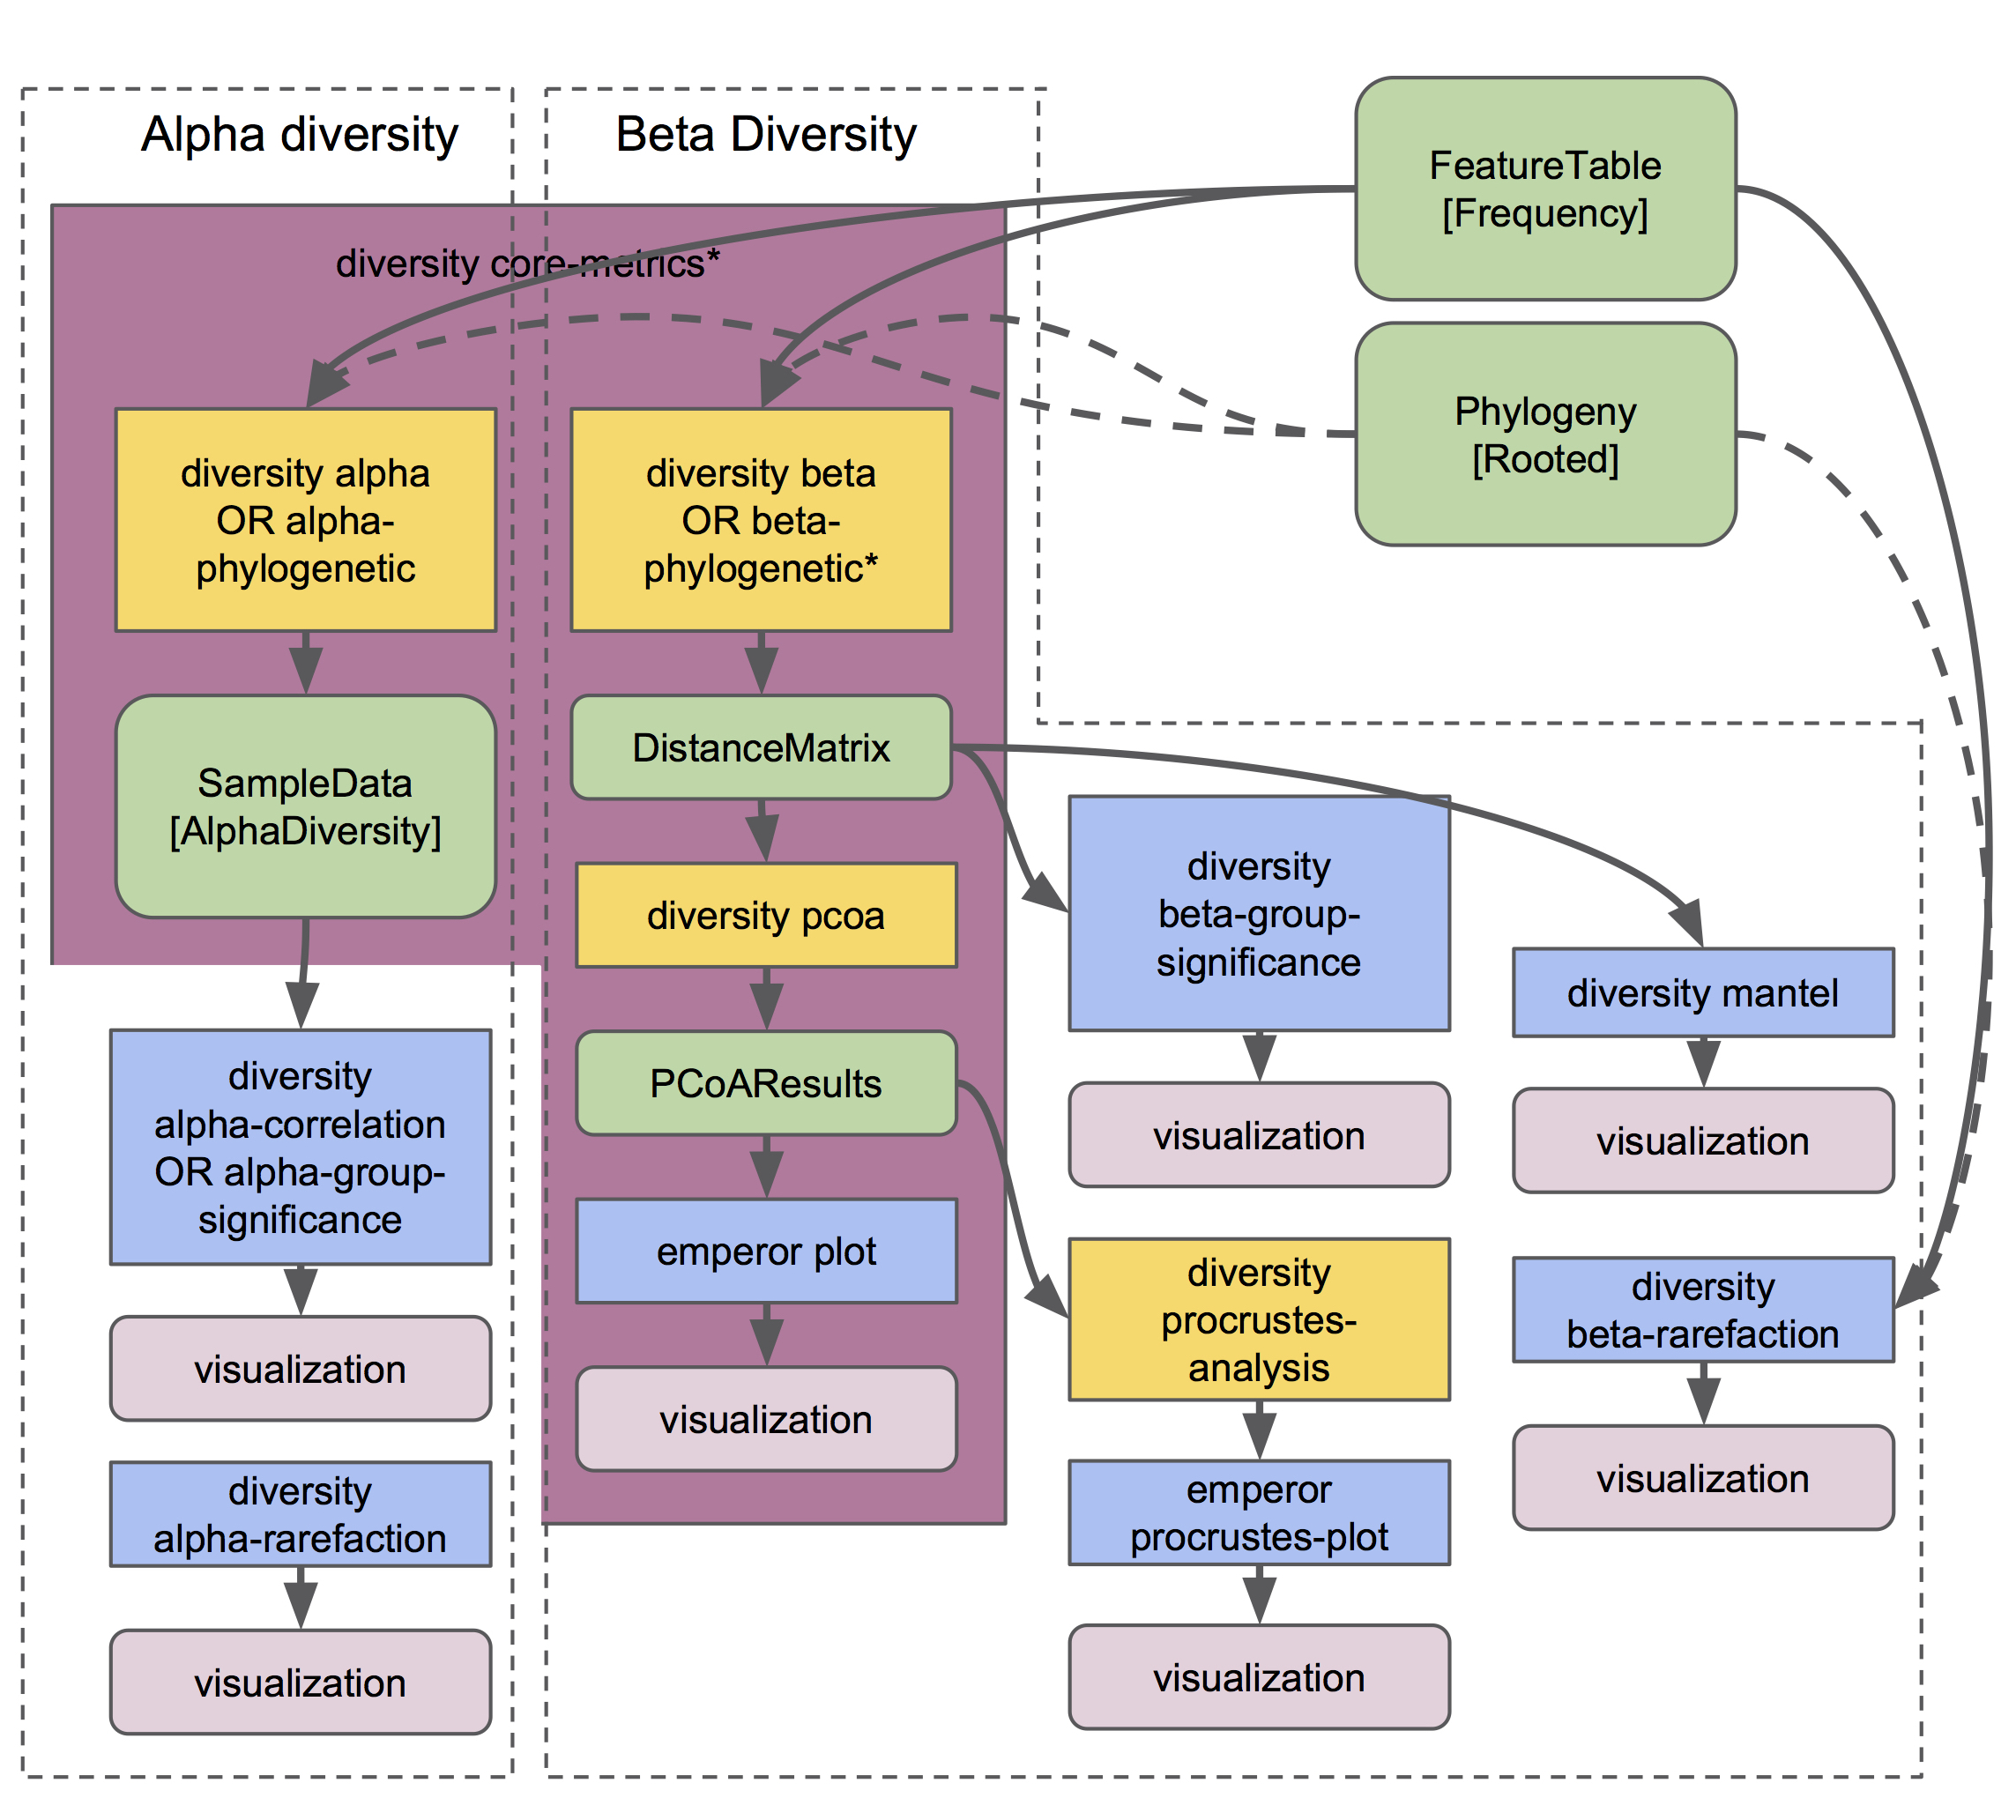 Alpha diversity
Beta Diversity
FeatureTable
[Frequency]
diversity core-metrics*
Phylogeny
[Rooted]
diversity alpha
OR alpha-
phylogenetic
diversity beta
OR beta-
phylogenetic*
SampleData
[AlphaDiversity]
DistanceMatrix
diversity pcoa
diversity
beta-group-
significance
diversity mantel
PCoAResults
diversity
alpha-correlation
OR alpha-group-
significance
visualization
visualization
emperor plot
diversity
procrustes-
analysis
diversity
beta-rarefaction
visualization
visualization
visualization
diversity
alpha-rarefaction
emperor
procrustes-plot
visualization
visualization